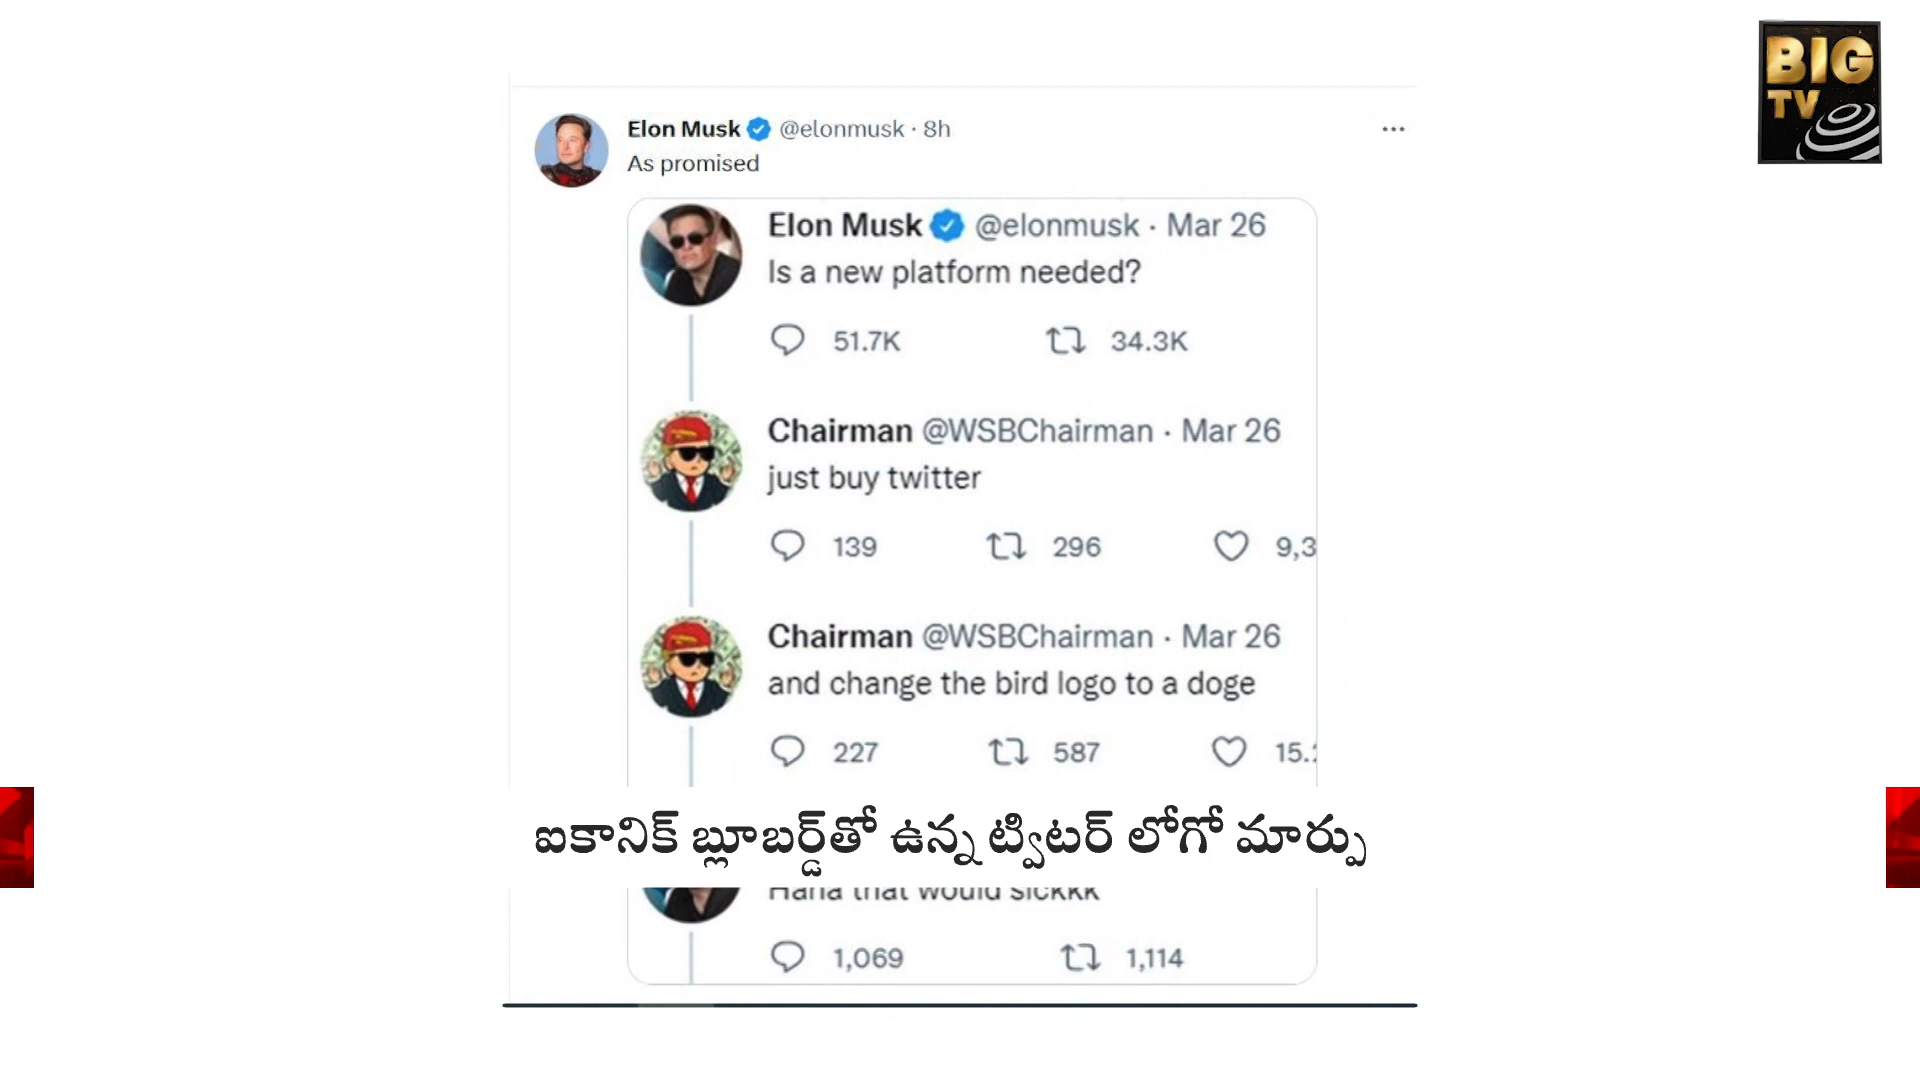 BIG
TV
Elon Musk @elonmusk · 8h
As promised
Elon Musk @elonmusk · Mar 26
Is a new platform needed?
51.7K 34.3K
Chairman @WSBChairman · Mar 26
just buy twitter
139 296 9,3
Chairman @WSBChairman · Mar 26
and change the bird logo to a doge
227 587 15.
ఐకానిక్ బ్లూబర్డ్‌తో ఉన్న ట్విటర్ లోగో మార్పు
Haha that would sickkk
1,069 1,114